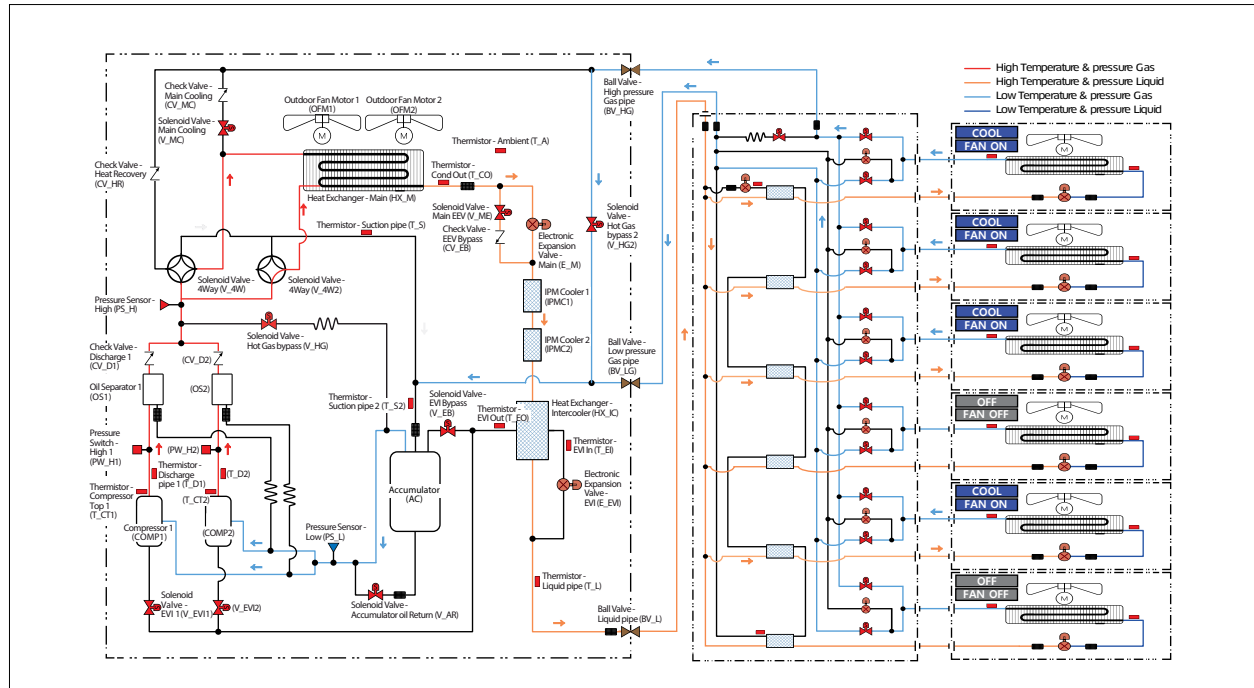 Check Valve -
Main Cooling
(CV_MC)
Solenoid Valve -
Main Cooling
(V_MC)
Outdoor Fan Motor 1
(OFM1)
Outdoor Fan Motor 2
(OFM2)
M
M
Thermistor - Ambient (T_A)
Ball Valve -
High pressure
Gas pipe
(BV_HG)
High Temperature & pressure Gas
High Temperature & pressure Liquid
Low Temperature & pressure Gas
Low Temperature & pressure Liquid
Check Valve -
Heat Recovery
(CV_HR)
Thermistor -
Cond Out (T_CO)
Heat Exchanger - Main (HX_M)
Solenoid Valve -
Main EEV (V_ME)
Check Valve -
EEV Bypass
(CV_EB)
Solenoid
Valve -
Hot Gas
bypass 2
(V_HG2)
Thermistor - Suction pipe (T_S)
Electronic
Expansion
Valve -
Main (E_M)
Solenoid Valve -
4Way (V_4W)
Solenoid Valve -
4Way (V_4W2)
Pressure Sensor -
High (PS_H)
IPM Cooler 1
(IPMC1)
IPM Cooler 2
(IPMC2)
Solenoid Valve -
Hot Gas bypass (V_HG)
Check Valve -
Discharge 1
(CV_D1)
(CV_D2)
Ball Valve -
Low pressure
Gas pipe
(BV_LG)
Oil Separator 1
(OS1)
(OS2)
Thermistor -
Suction pipe 2 (T_S2)
Solenoid Valve -
EVI Bypass
(V_EB)
Thermistor -
EVI Out (T_EO)
Heat Exchanger -
Intercooler (HX_IC)
Pressure
Switch -
High 1
(PW_H1)
(PW_H2)
Thermistor -
EVI In (T_EI)
Thermistor -
Discharge
pipe 1 (T_D1)
(T_D2)
Thermistor -
Compressor
Top 1
(T_CT1)
(T_CT2)
Accumulator
(AC)
Electronic
Expansion
Valve -
EVI (E_EVI)
Compressor 1
(COMP1)
(COMP2)
Pressure Sensor -
Low (PS_L)
Thermistor -
Liquid pipe (T_L)
Solenoid
Valve -
EVI 1 (V_EVI1)
(V_EVI2)
Solenoid Valve -
Accumulator oil Return (V_AR)
Ball Valve -
Liquid pipe (BV_L)
COOL
FAN ON
M
COOL
FAN ON
M
COOL
FAN ON
M
OFF
FAN OFF
M
COOL
FAN ON
M
OFF
FAN OFF
M